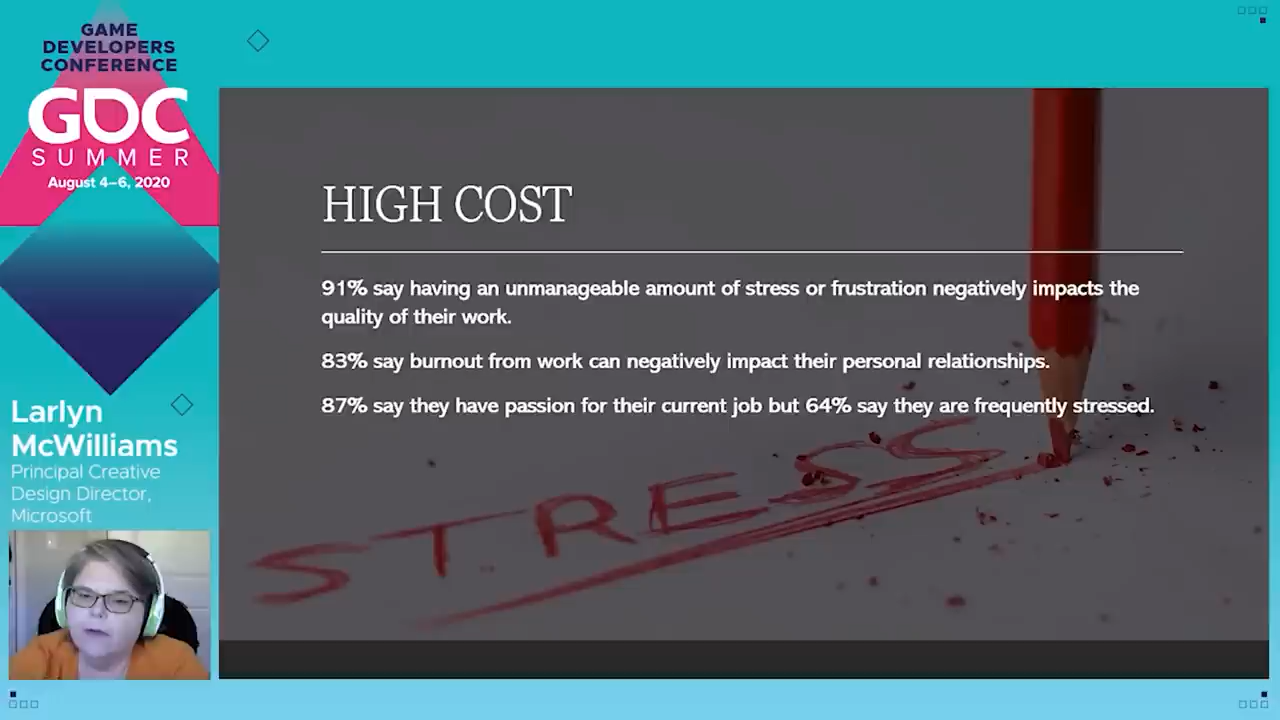 GAME
DEVELOPERS
CONFERENCE
GDC
SUMMER
August 4–6, 2020
Larlyn
McWilliams
Principal Creative
Design Director,
Microsoft
HIGH COST
91% say having an unmanageable amount of stress or frustration negatively impacts the
quality of their work.
83% say burnout from work can negatively impact their personal relationships.
87% say they have passion for their current job but 64% say they are frequently stressed.
STRESS